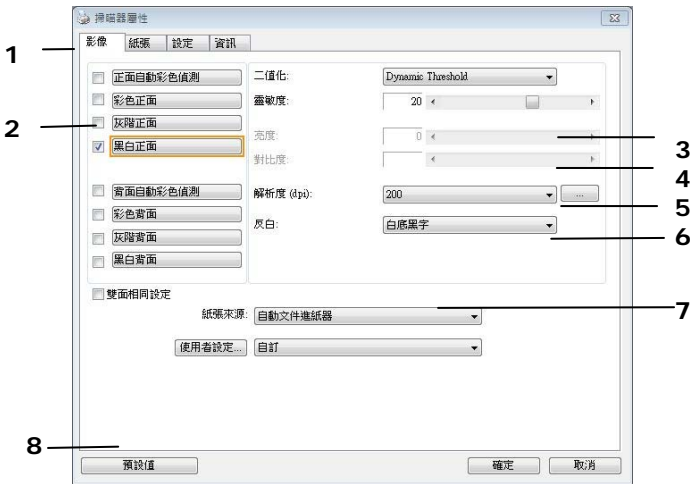 掃瞄器屬性
影像 紙張 設定 資訊
1
正面自動彩色偵測 二值化: Dynamic Threshold
彩色正面 靈敏度: 20
2 灰階正面 亮度: 0 3
黑白正面 對比度: 4
背面自動彩色偵測 解析度 (dpi): 200 ... 5
彩色背面 反白: 白底黑字 6
灰階背面
黑白背面
雙面相同設定
紙張來源: 自動文件進紙器 7
使用者設定... 自訂
8
預設值 確定 取消